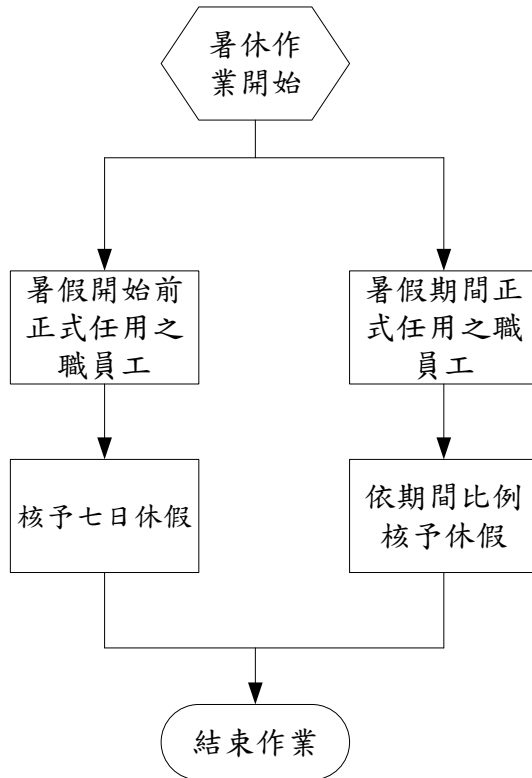 暑休作
業開始
暑假開始前
正式任用之
職員工
暑假期間正
式任用之職
員工
核予七日休假
依期間比例
核予休假
結束作業